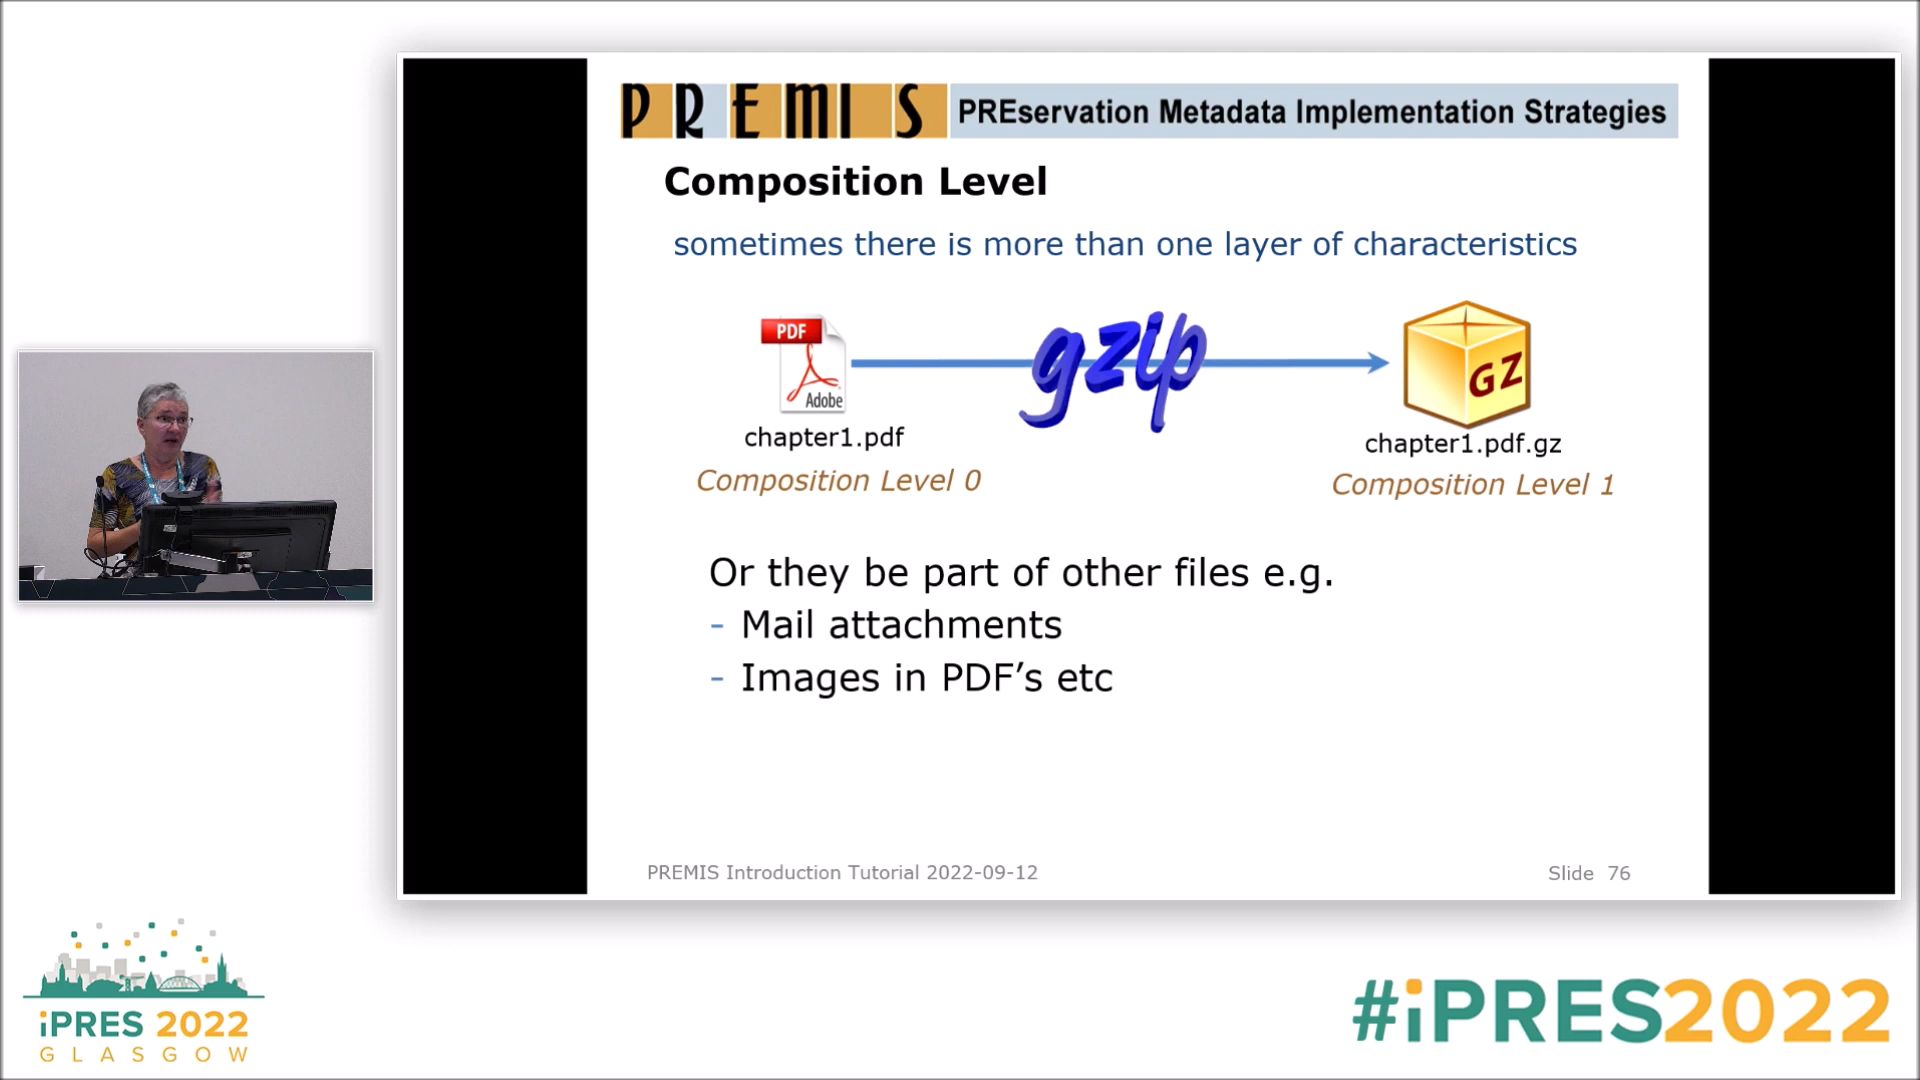 PREMIS PREservation Metadata Implementation Strategies
Composition Level
sometimes there is more than one layer of characteristics
PDF
Adobe
gzip
GZ
chapter1.pdf
chapter1.pdf.gz
Composition Level 0
Composition Level 1
Or they be part of other files e.g.
- Mail attachments
- Images in PDF’s etc
PREMIS Introduction Tutorial 2022-09-12
Slide 76
iPRES 2022
GLASGOW
#iPRES2022